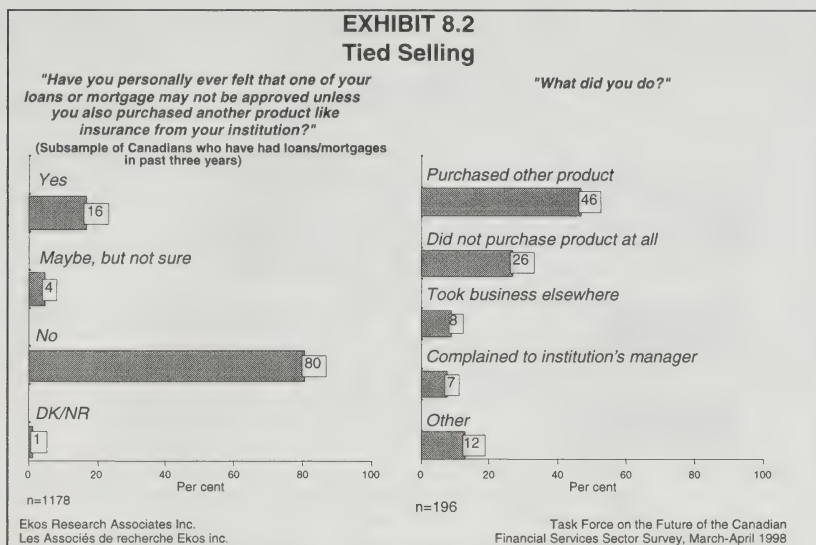 EXHIBIT 8.2
Tied Selling
"Have you personally ever felt that one of your
loans or mortgage may not be approved unless
you also purchased another product like
insurance from your institution?"
(Subsample of Canadians who have had loans/mortgages
in past three years)
Yes
16
Maybe, but not sure
4
No
80
DK/NR
1
0 20 40 60 80 100
Per cent
n=1178
"What did you do?"
Purchased other product
46
Did not purchase product at all
26
Took business elsewhere
8
Complained to institution's manager
7
Other
12
0 20 40 60 80 100
Per cent
n=196
Ekos Research Associates Inc.
Les Associés de recherche Ekos inc.
Task Force on the Future of the Canadian
Financial Services Sector Survey, March-April 1998